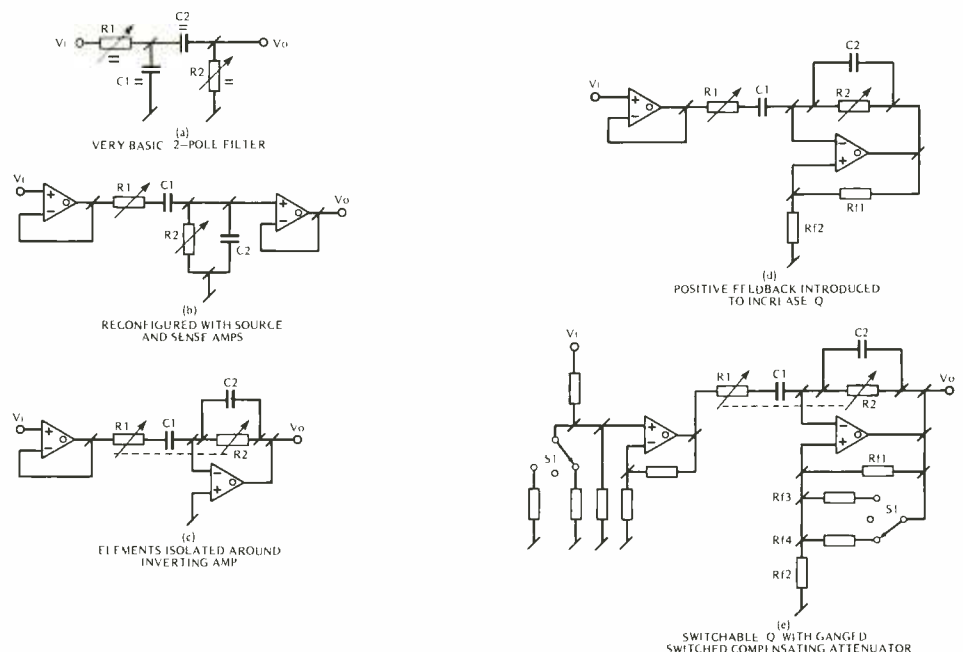 R1
C2
Vi
Vo
C1
R2
(a)
VERY BASIC 2-POLE FILTER
Vi
R1
C1
Vo
R2
C2
(b)
RECONFIGURED WITH SOURCE
AND SENSE AMPS
C2
Vi
R1
C1
R2
Vo
(c)
ELEMENTS ISOLATED AROUND
INVERTING AMP
C2
Vi
R1
C1
R2
Rf1
Rf2
(d)
POSITIVE FEEDBACK INTRODUCED
TO INCREASE Q
Vi
C2
R1
C1
Vo
R2
S1
Rf1
Rf3
S1
Rf4
Rf2
(e)
SWITCHABLE Q WITH GANGED
SWITCHED COMPENSATING ATTENUATOR